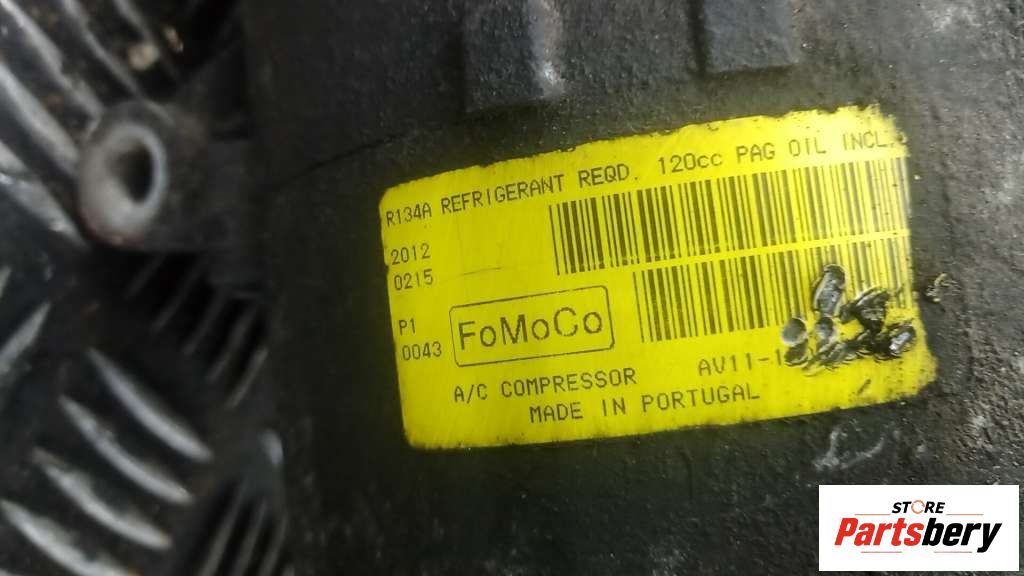 R134A REFRIGERANT REQD. 120cc PAG OIL INCL.
2012
0215
P1
0043
FoMoCo
A/C COMPRESSOR AV11-1
MADE IN PORTUGAL
STORE
Partsbery